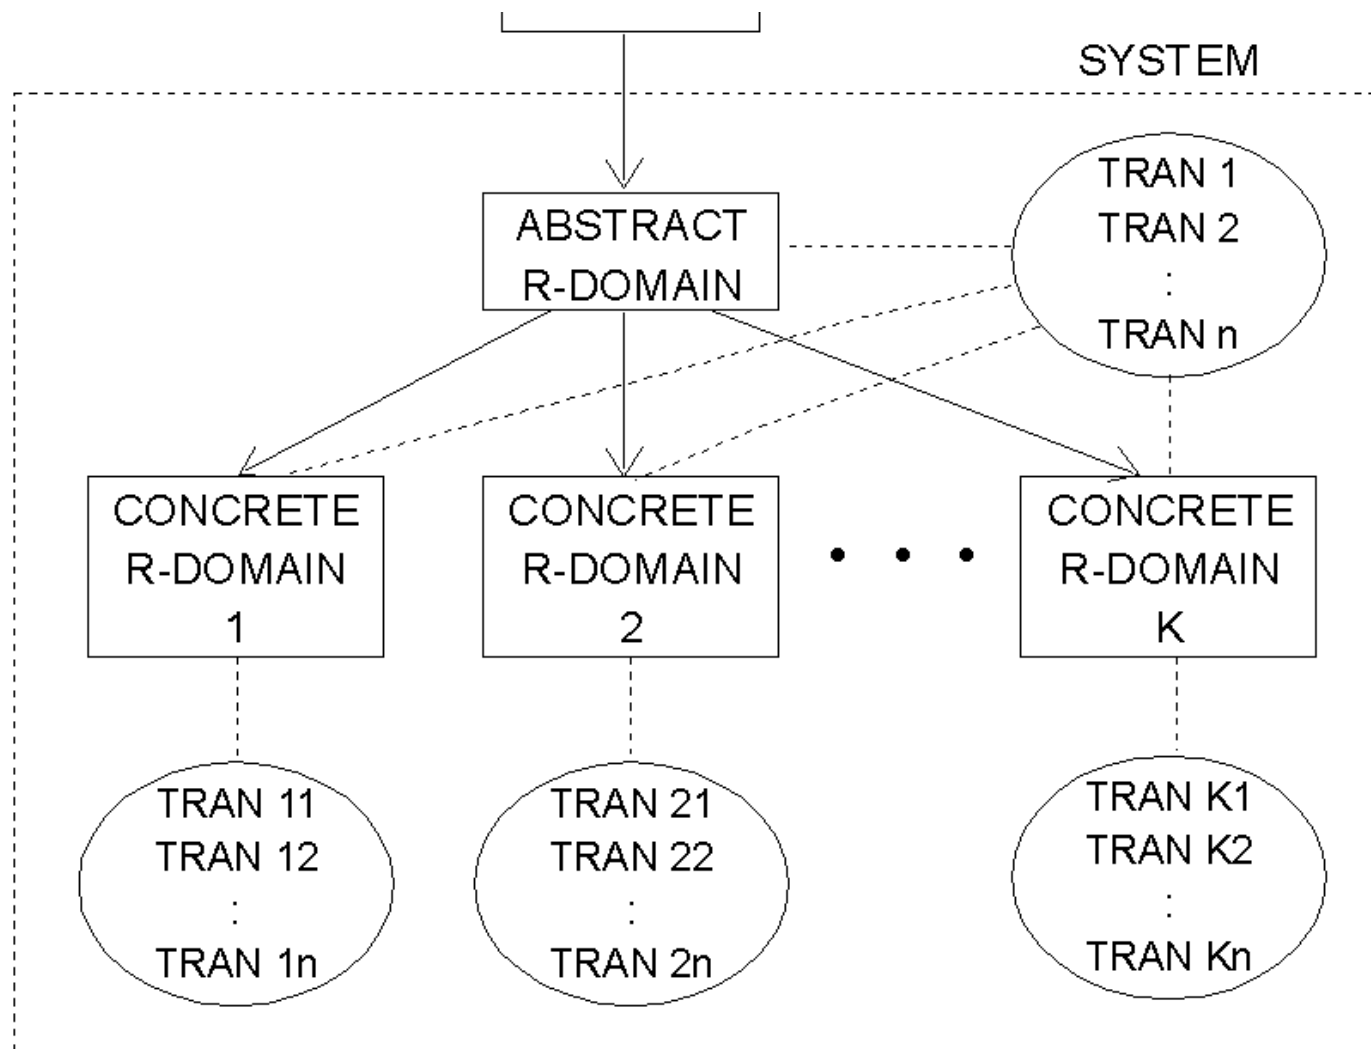 SYSTEM
ABSTRACT
R-DOMAIN
TRAN 1
TRAN 2
:
TRAN n
CONCRETE
R-DOMAIN
1
CONCRETE
R-DOMAIN
2
• • •
CONCRETE
R-DOMAIN
K
TRAN 11
TRAN 12
:
TRAN 1n
TRAN 21
TRAN 22
:
TRAN 2n
TRAN K1
TRAN K2
:
TRAN Kn